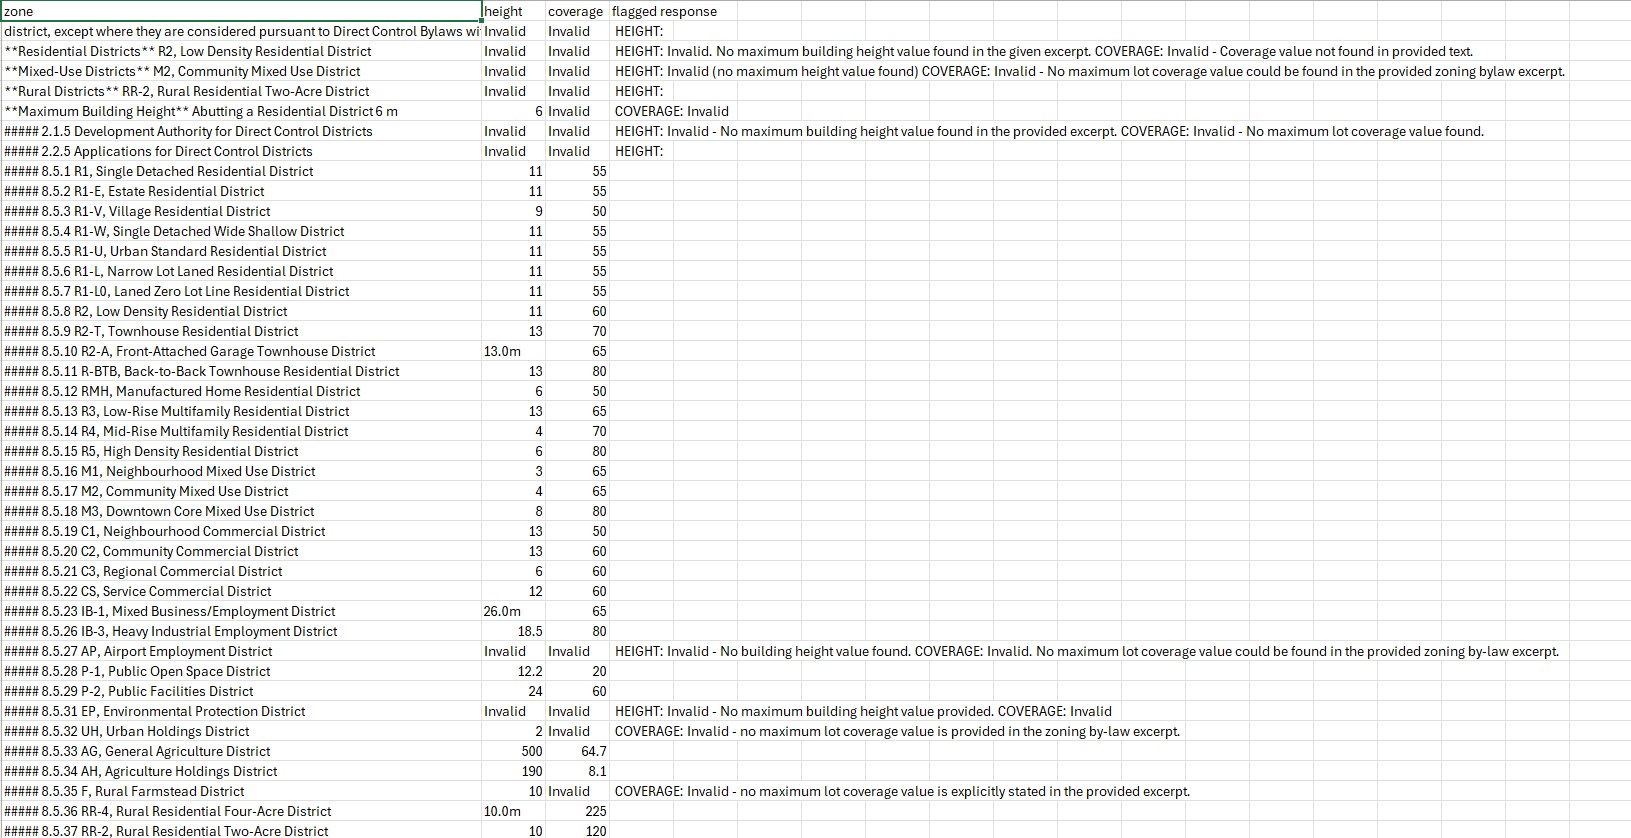 zone height coverage flagged response
district, except where they are considered pursuant to Direct Control Bylaws wi Invalid Invalid HEIGHT:
**Residential Districts** R2, Low Density Residential District Invalid Invalid HEIGHT: Invalid. No maximum building height value found in the given excerpt. COVERAGE: Invalid - Coverage value not found in provided text.
**Mixed-Use Districts** M2, Community Mixed Use District Invalid Invalid HEIGHT: Invalid (no maximum height value found) COVERAGE: Invalid - No maximum lot coverage value could be found in the provided zoning bylaw excerpt.
**Rural Districts** RR-2, Rural Residential Two-Acre District Invalid Invalid HEIGHT:
**Maximum Building Height** Abutting a Residential District 6 m 6 Invalid COVERAGE: Invalid
##### 2.1.5 Development Authority for Direct Control Districts Invalid Invalid HEIGHT: Invalid - No maximum building height value found in the provided excerpt. COVERAGE: Invalid - No maximum lot coverage value found.
##### 2.2.5 Applications for Direct Control Districts Invalid Invalid HEIGHT:
##### 8.5.1 R1, Single Detached Residential District 11 55
##### 8.5.2 R1-E, Estate Residential District 11 55
##### 8.5.3 R1-V, Village Residential District 9 50
##### 8.5.4 R1-W, Single Detached Wide Shallow District 11 55
##### 8.5.5 R1-U, Urban Standard Residential District 11 55
##### 8.5.6 R1-L, Narrow Lot Laned Residential District 11 55
##### 8.5.7 R1-L0, Laned Zero Lot Line Residential District 11 55
##### 8.5.8 R2, Low Density Residential District 11 60
##### 8.5.9 R2-T, Townhouse Residential District 13 70
##### 8.5.10 R2-A, Front-Attached Garage Townhouse District 13.0m 65
##### 8.5.11 R-BTB, Back-to-Back Townhouse Residential District 13 80
##### 8.5.12 RMH, Manufactured Home Residential District 6 50
##### 8.5.13 R3, Low-Rise Multifamily Residential District 13 65
##### 8.5.14 R4, Mid-Rise Multifamily Residential District 4 70
##### 8.5.15 R5, High Density Residential District 6 80
##### 8.5.16 M1, Neighbourhood Mixed Use District 3 65
##### 8.5.17 M2, Community Mixed Use District 4 65
##### 8.5.18 M3, Downtown Core Mixed Use District 8 80
##### 8.5.19 C1, Neighbourhood Commercial District 13 50
##### 8.5.20 C2, Community Commercial District 13 60
##### 8.5.21 C3, Regional Commercial District 6 60
##### 8.5.22 CS, Service Commercial District 12 60
##### 8.5.23 IB-1, Mixed Business/Employment District 26.0m 65
##### 8.5.26 IB-3, Heavy Industrial Employment District 18.5 80
##### 8.5.27 AP, Airport Employment District Invalid Invalid HEIGHT: Invalid - No building height value found. COVERAGE: Invalid. No maximum lot coverage value could be found in the provided zoning by-law excerpt.
##### 8.5.28 P-1, Public Open Space District 12.2 20
##### 8.5.29 P-2, Public Facilities District 24 60
##### 8.5.31 EP, Environmental Protection District Invalid Invalid HEIGHT: Invalid - No maximum building height value provided. COVERAGE: Invalid
##### 8.5.32 UH, Urban Holdings District 2 Invalid COVERAGE: Invalid - no maximum lot coverage value is provided in the zoning by-law excerpt.
##### 8.5.33 AG, General Agriculture District 500 64.7
##### 8.5.34 AH, Agriculture Holdings District 190 8.1
##### 8.5.35 F, Rural Farmstead District 10 Invalid COVERAGE: Invalid - no maximum lot coverage value is explicitly stated in the provided excerpt.
##### 8.5.36 RR-4, Rural Residential Four-Acre District 10.0m 225
##### 8.5.37 RR-2, Rural Residential Two-Acre District 10 120